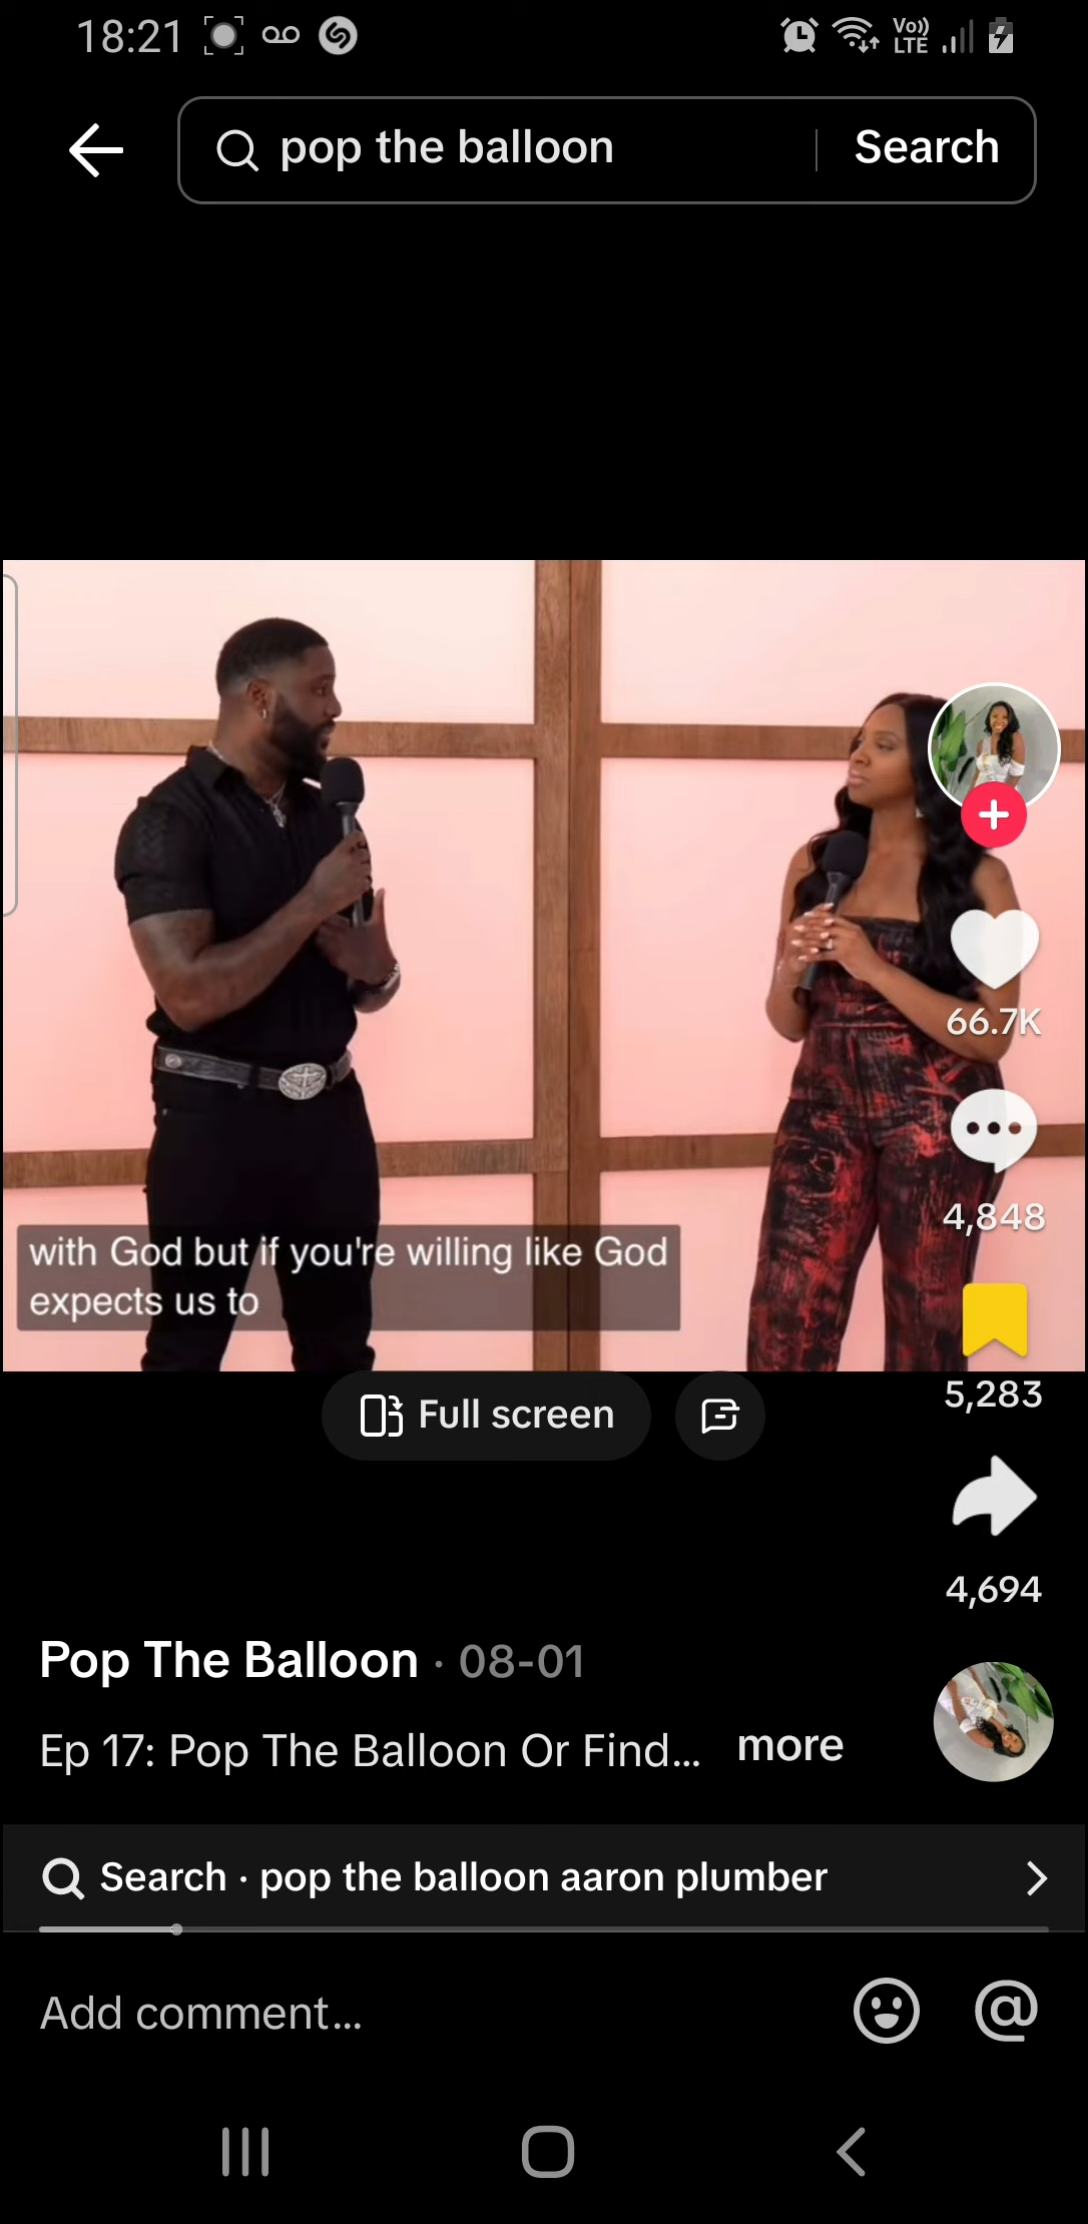 18:21
Vo)) LTE
pop the balloon
Search
66.7K
4,848
with God but if you're willing like God
expects us to
5,283
Full screen
4,694
Pop The Balloon · 08-01
Ep 17: Pop The Balloon Or Find... more
Search · pop the balloon aaron plumber
Add comment...